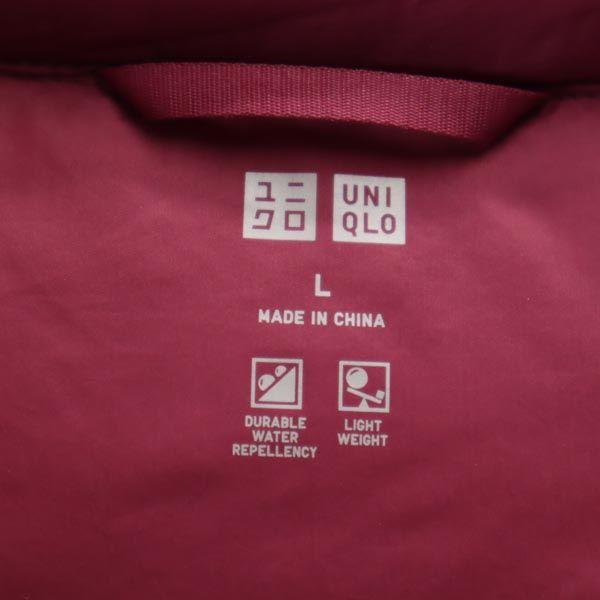 ユニ
クロ
UNI
QLO
L
MADE IN CHINA
DURABLE
WATER
REPELLENCY
LIGHT
WEIGHT